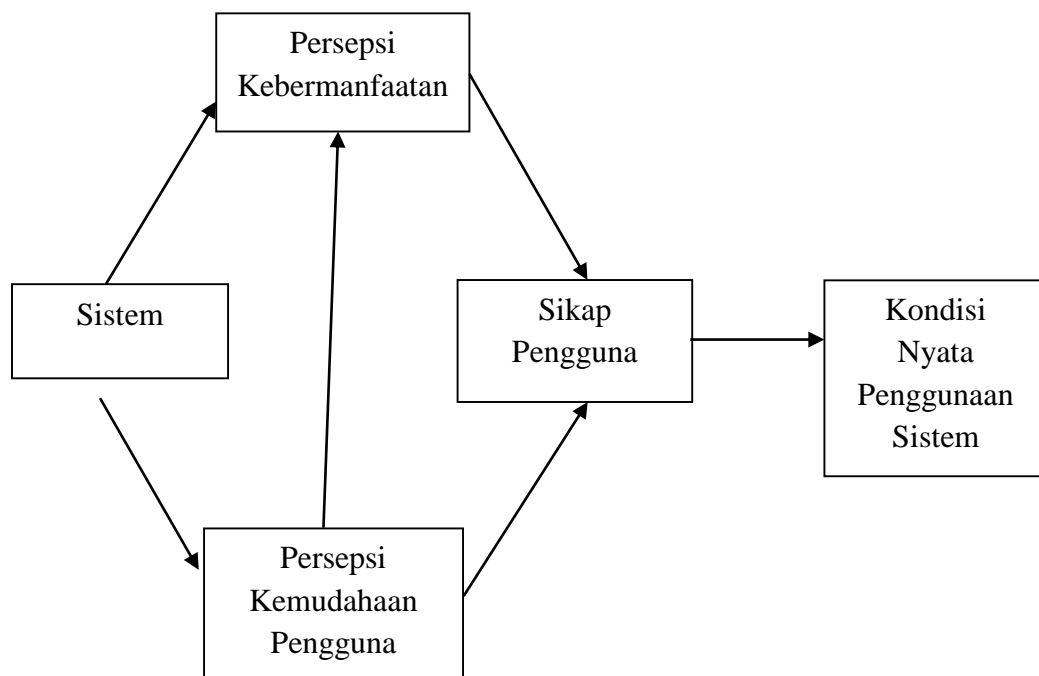 Persepsi
Kebermanfaatan
Sistem
Sikap
Pengguna
Kondisi
Nyata
Penggunaan
Sistem
Persepsi
Kemudahaan
Pengguna